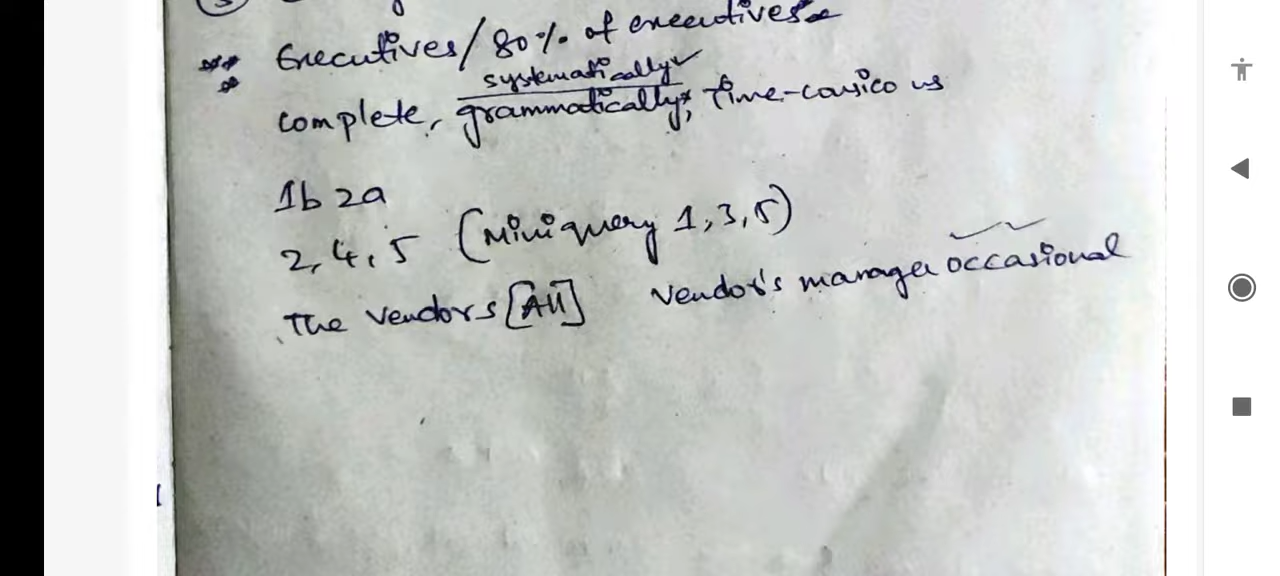 Executives/80% of executives
systematically✓
complete, grammatically*, Time-consicous
1b 2a
2, 4, 5 (Mini query 1, 3, 5)
The vendors [All] Vendor's manager occasional